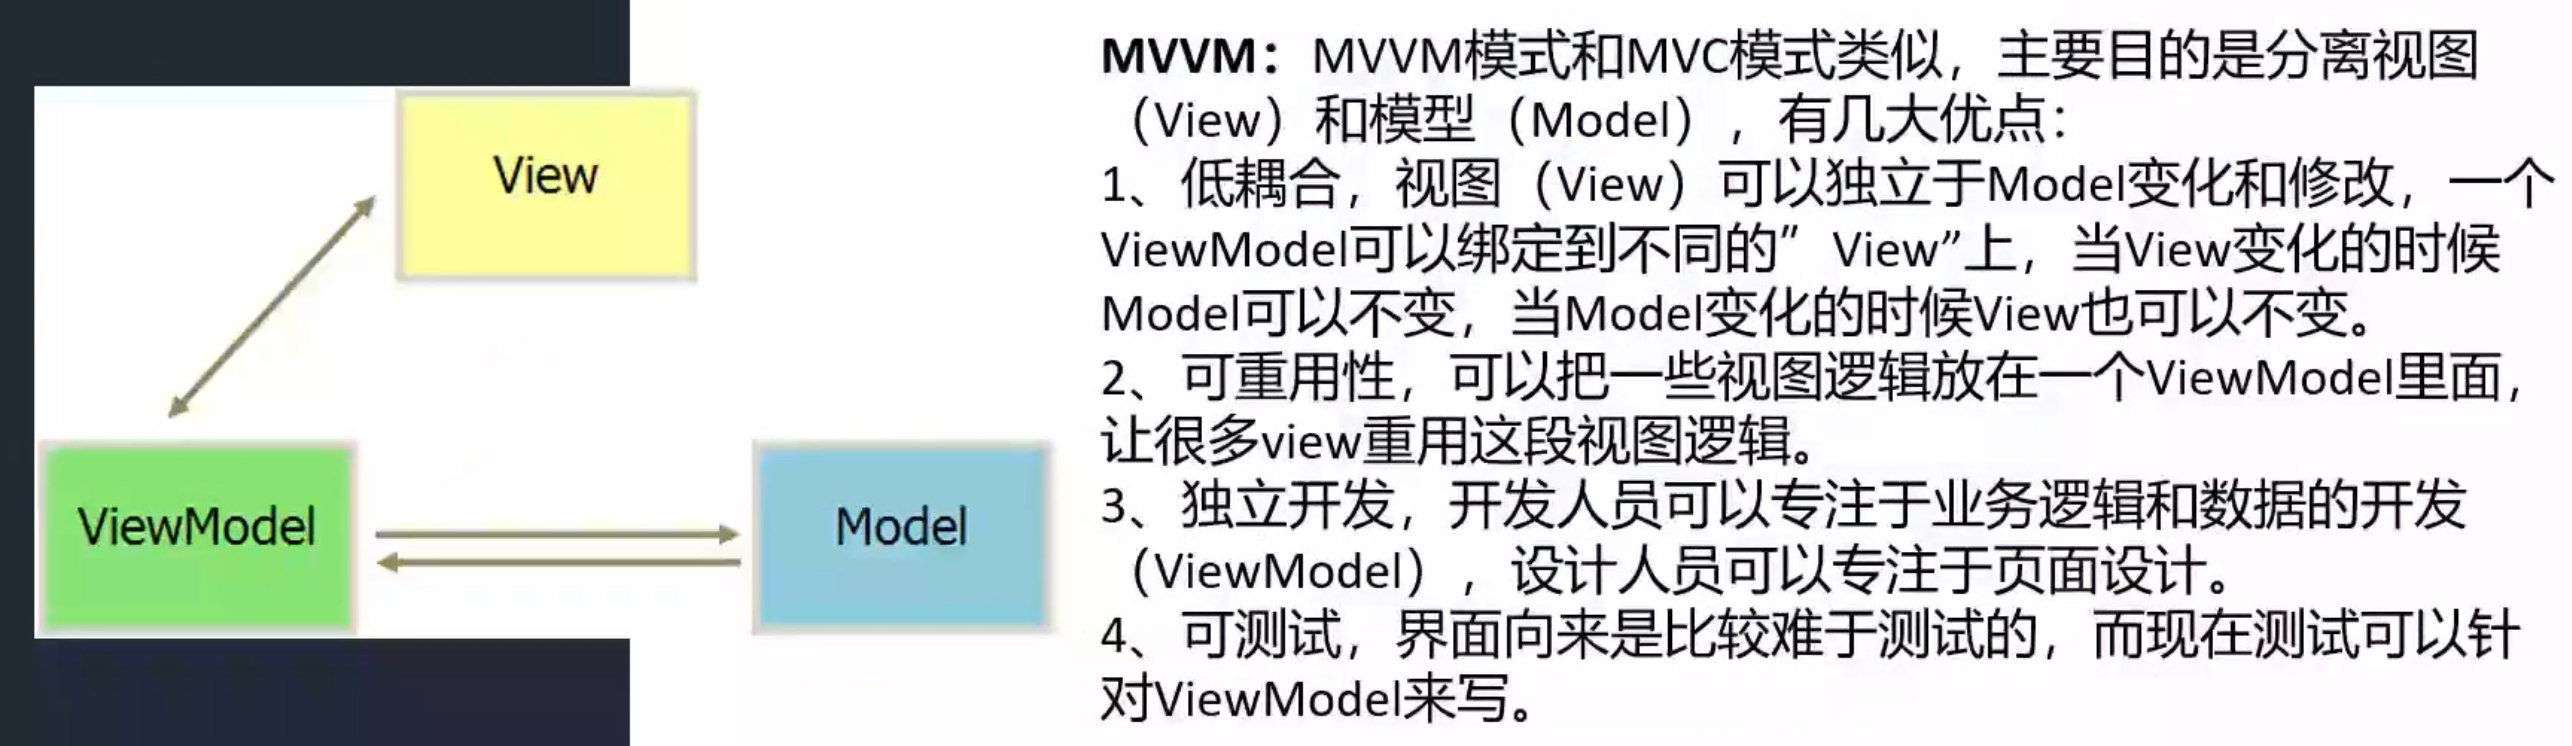 View
ViewModel
Model
MVVM：MVVM模式和MVC模式类似，主要目的是分离视图
（View）和模型（Model），有几大优点：
1、低耦合，视图（View）可以独立于Model变化和修改，一个
ViewModel可以绑定到不同的”View”上，当View变化的时候
Model可以不变，当Model变化的时候View也可以不变。
2、可重用性，可以把一些视图逻辑放在一个ViewModel里面，
让很多view重用这段视图逻辑。
3、独立开发，开发人员可以专注于业务逻辑和数据的开发
（ViewModel），设计人员可以专注于页面设计。
4、可测试，界面向来是比较难于测试的，而现在测试可以针
对ViewModel来写。